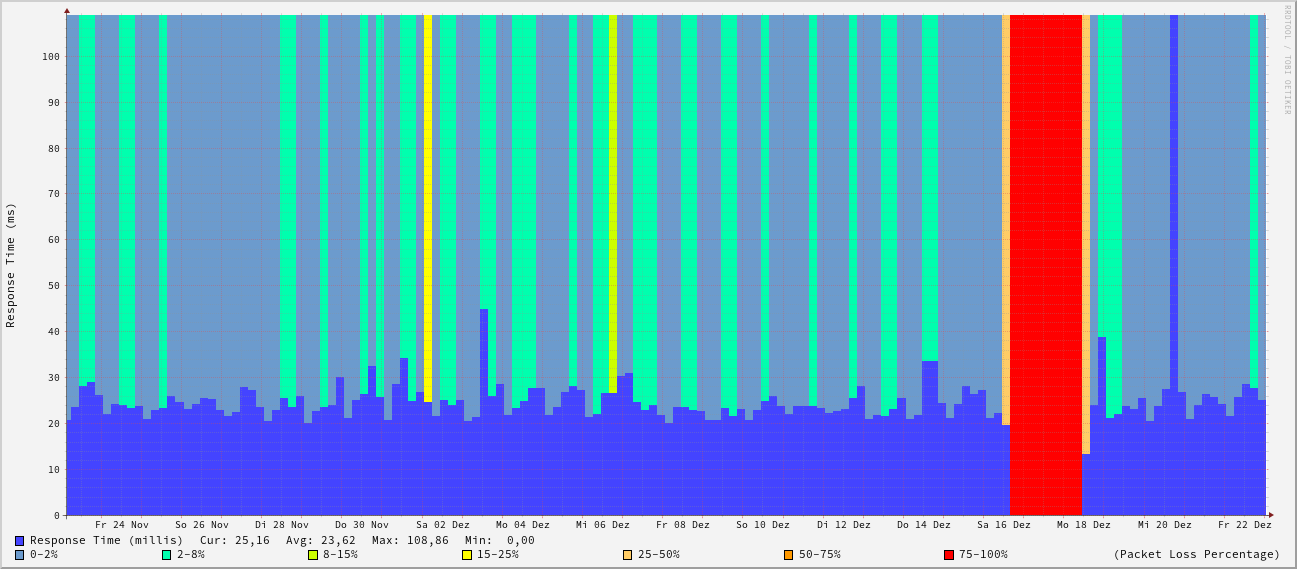 RRDTOOL / TOBI OETIKER
Response Time (ms)
100
90
80
70
60
50
40
30
20
10
0
Fr 24 Nov So 26 Nov Di 28 Nov Do 30 Nov Sa 02 Dez Mo 04 Dez Mi 06 Dez Fr 08 Dez So 10 Dez Di 12 Dez Do 14 Dez Sa 16 Dez Mo 18 Dez Mi 20 Dez Fr 22 Dez
Response Time (millis) Cur: 25,16 Avg: 23,62 Max: 108,86 Min: 0,00
0-2% 2-8% 8-15% 15-25% 25-50% 50-75% 75-100% (Packet Loss Percentage)